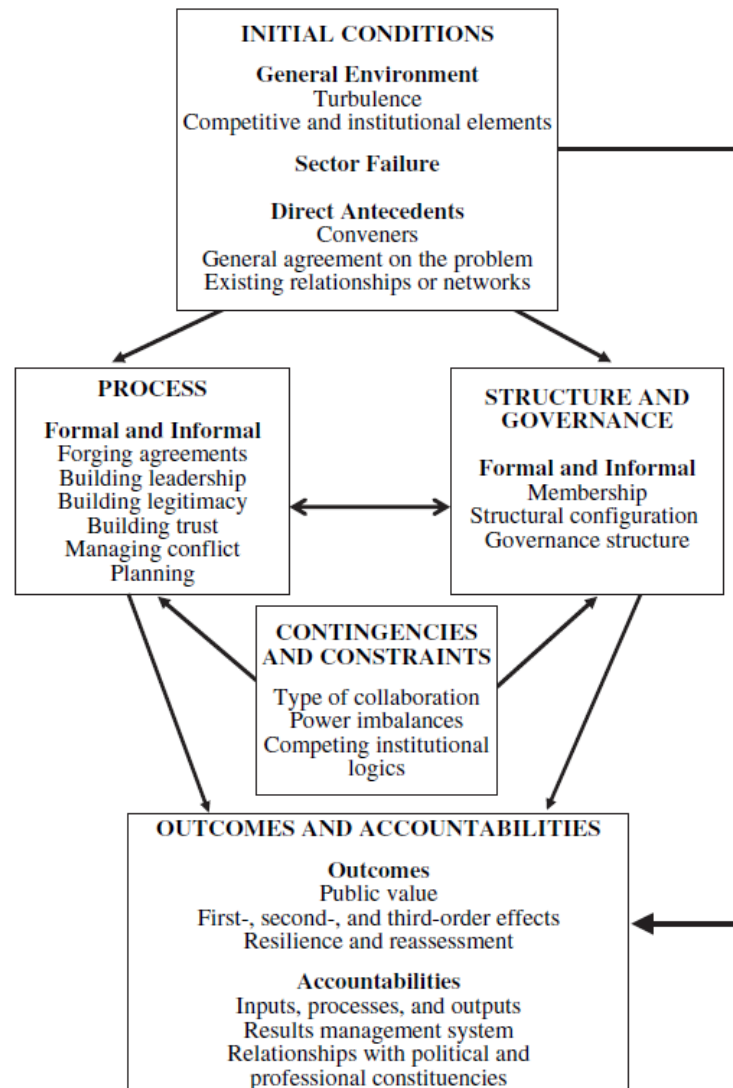 INITIAL CONDITIONS
General Environment
Turbulence
Competitive and institutional elements
Sector Failure
Direct Antecedents
Conveners
General agreement on the problem
Existing relationships or networks
PROCESS
Formal and Informal
Forging agreements
Building leadership
Building legitimacy
Building trust
Managing conflict
Planning
STRUCTURE AND
GOVERNANCE
Formal and Informal
Membership
Structural configuration
Governance structure
CONTINGENCIES
AND CONSTRAINTS
Type of collaboration
Power imbalances
Competing institutional
logics
OUTCOMES AND ACCOUNTABILITIES
Outcomes
Public value
First-, second-, and third-order effects
Resilience and reassessment
Accountabilities
Inputs, processes, and outputs
Results management system
Relationships with political and
professional constituencies